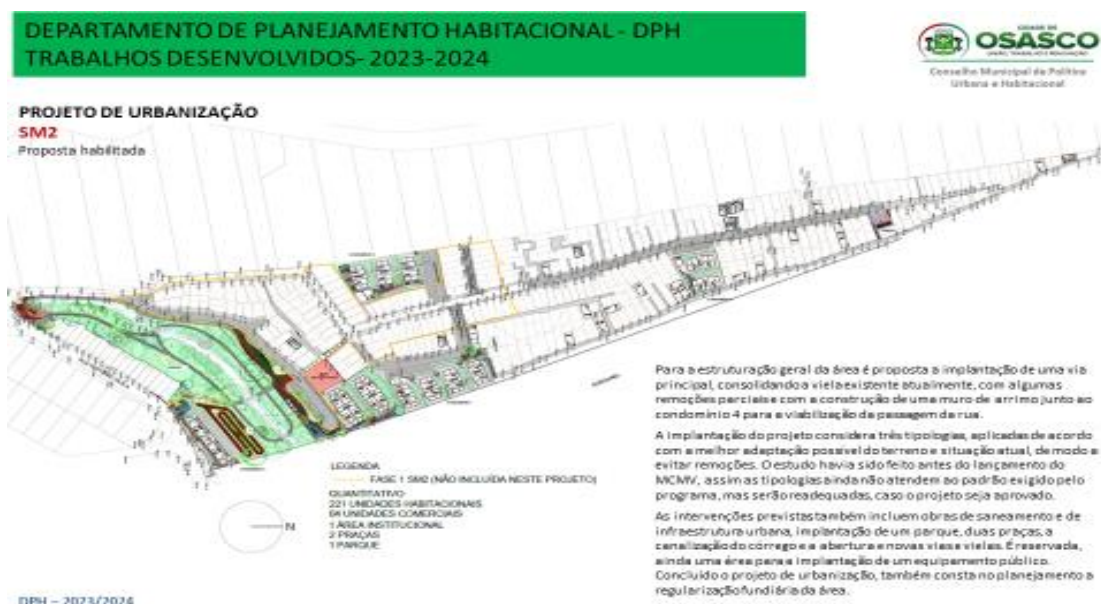 DEPARTAMENTO DE PLANEJAMENTO HABITACIONAL - DPH
TRABALHOS DESENVOLVIDOS- 2023-2024
CIDADE DE
OSASCO
Conselho Municipal de Política
Urbana e Habitacional
PROJETO DE URBANIZAÇÃO
SM2
Proposta habilitada
N
LEGENDA
FASE 1 SM2 (NÃO INCLUÍDA NESTE PROJETO)
QUANTITATIVO
221 UNIDADES HABITACIONAIS
UNIDADES COMERCIAIS
1 ÁREA INSTITUCIONAL
2 PRAÇAS
1 PARQUE
Para a estruturação geral da área é proposta a implantação de uma via
principal, consolidando a viela existente atualmente, com algumas
remoções parciais e com a construção de uma muro de arrimo junto ao
condomínio 4 para a viabilização da passagem da rua.
A implantação do projeto considera três tipologias, aplicadas de acordo
com a melhor adaptação possível do terreno e situação atual, de modo a
evitar remoções. O estudo havia sido feito antes do lançamento do
MCMV, assim as tipologias ainda não atendem ao padrão exigido pelo
programa, mas serão readequadas, caso o projeto seja aprovado.
As intervenções previstas também incluem obras de saneamento e de
infraestrutura urbana, implantação de um parque, duas praças, a
canalização do córrego e a abertura e novas vias e vielas. É reservada,
ainda uma área para a implantação de um equipamento público.
Concluído o projeto de urbanização, também consta no planejamento a
regularização fundiária da área.
DPH – 2023/2024